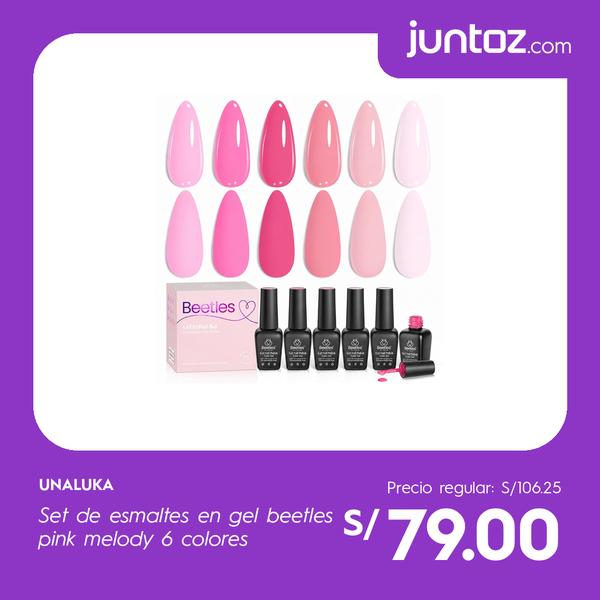 juntoz.com
Beetles
UNALUKA
Precio regular: S/106.25
Set de esmaltes en gel beetles
pink melody 6 colores
S/79.00